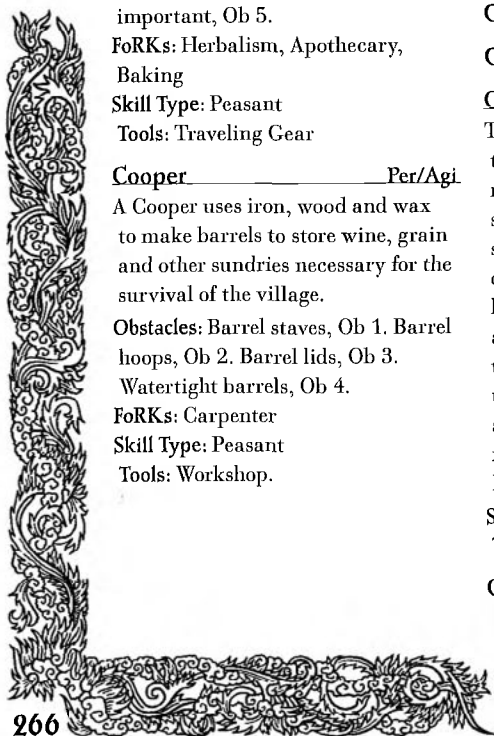 important, Ob 5.
FoRKs: Herbalism, Apothecary,
Baking
Skill Type: Peasant
Tools: Traveling Gear
Cooper Per/Agi
A Cooper uses iron, wood and wax
to make barrels to store wine, grain
and other sundries necessary for the
survival of the village.
Obstacles: Barrel staves, Ob 1. Barrel
hoops, Ob 2. Barrel lids, Ob 3.
Watertight barrels, Ob 4.
FoRKs: Carpenter
Skill Type: Peasant
Tools: Workshop.
266